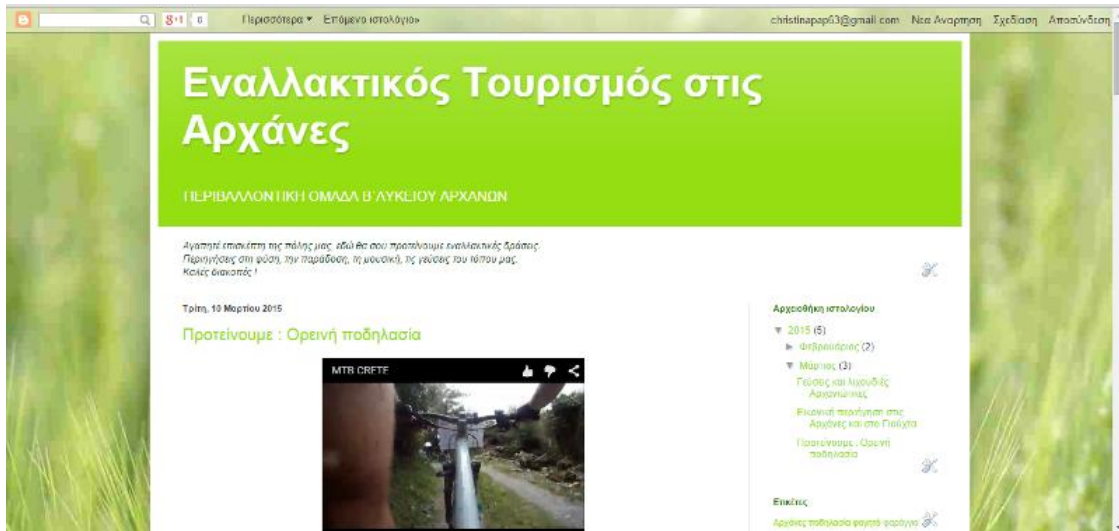 g+1 0 Περισσότερα Επόμενο ιστολόγιο» christinapap63@gmail.com Νέα Ανάρτηση Σχεδίαση Αποσύνδεση
Εναλλακτικός Τουρισμός στις
Αρχάνες
ΠΕΡΙΒΑΛΛΟΝΤΙΚΗ ΟΜΑΔΑ Β΄ΛΥΚΕΙΟΥ ΑΡΧΑΝΩΝ
Αγαπητέ επισκέπτη της πόλης μας, εδώ θα σου προτείνουμε εναλλακτικές δράσεις.
Περιηγήσεις στη φύση, την παράδοση, τη μουσική, τις γεύσεις του τόπου μας.
Καλές διακοπές !
Τρίτη, 10 Μαρτίου 2015
Προτείνουμε : Ορεινή ποδηλασία
MTB CRETE
Αρχειοθήκη ιστολογίου
▼ 2015 (5)
► Φεβρουάριος (2)
▼ Μάρτιος (3)
Γεύσεις και λιχουδιές
Αρχανιώτικες
Εικονική περιήγηση στις
Αρχάνες και στο Γιούχτα
Προτείνουμε : Ορεινή
ποδηλασία
Ετικέτες
Αρχάνες ποδηλασία φαγητό φαράγγια